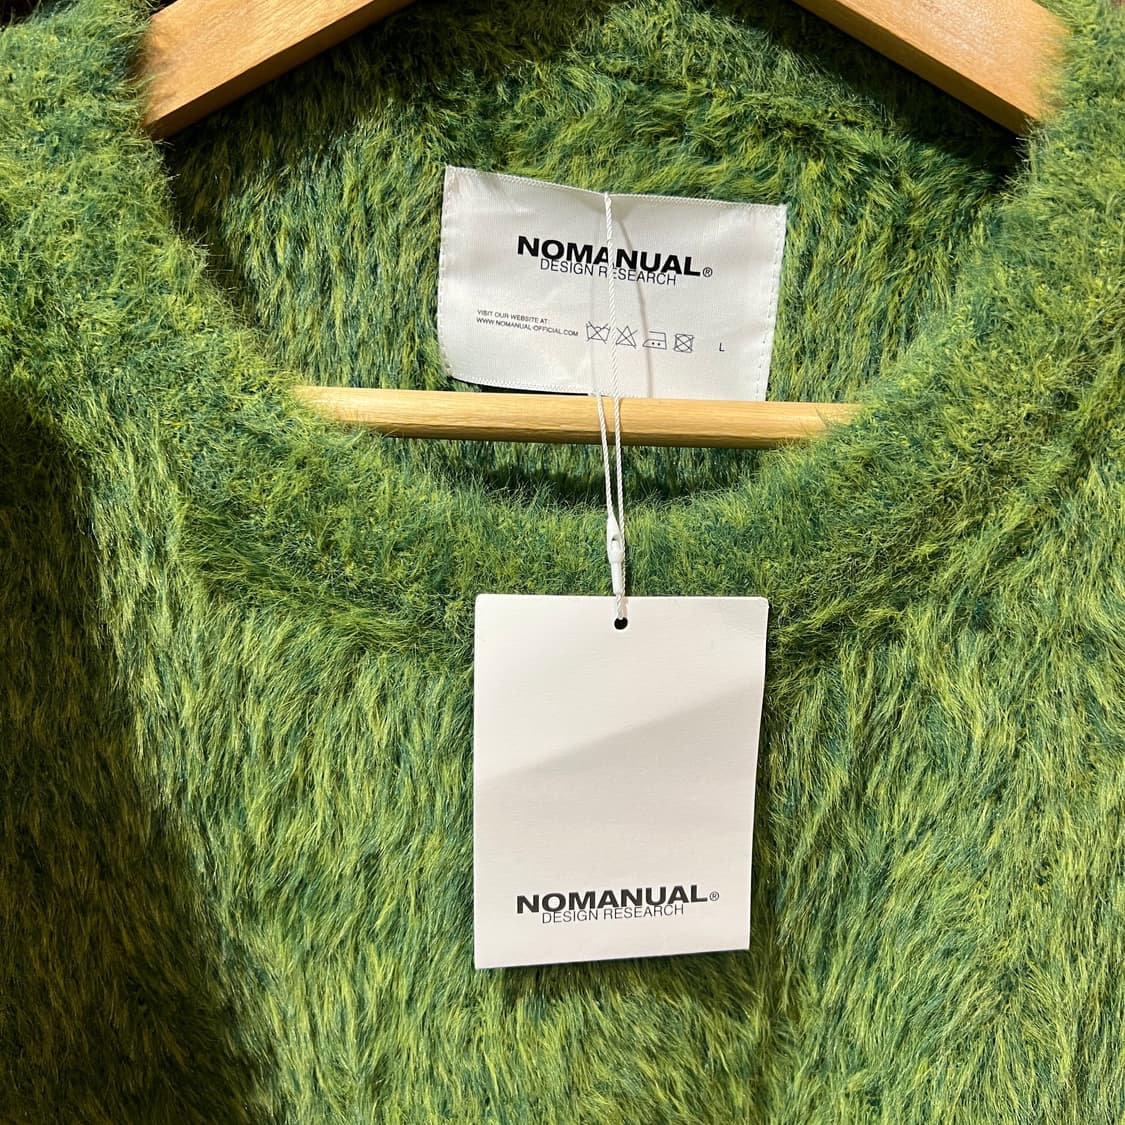 NOMANUAL®
DESIGN RESEARCH
VISIT OUR WEBSITE AT:
WWW.NOMANUAL-OFFICIAL.COM
L
NOMANUAL®
DESIGN RESEARCH